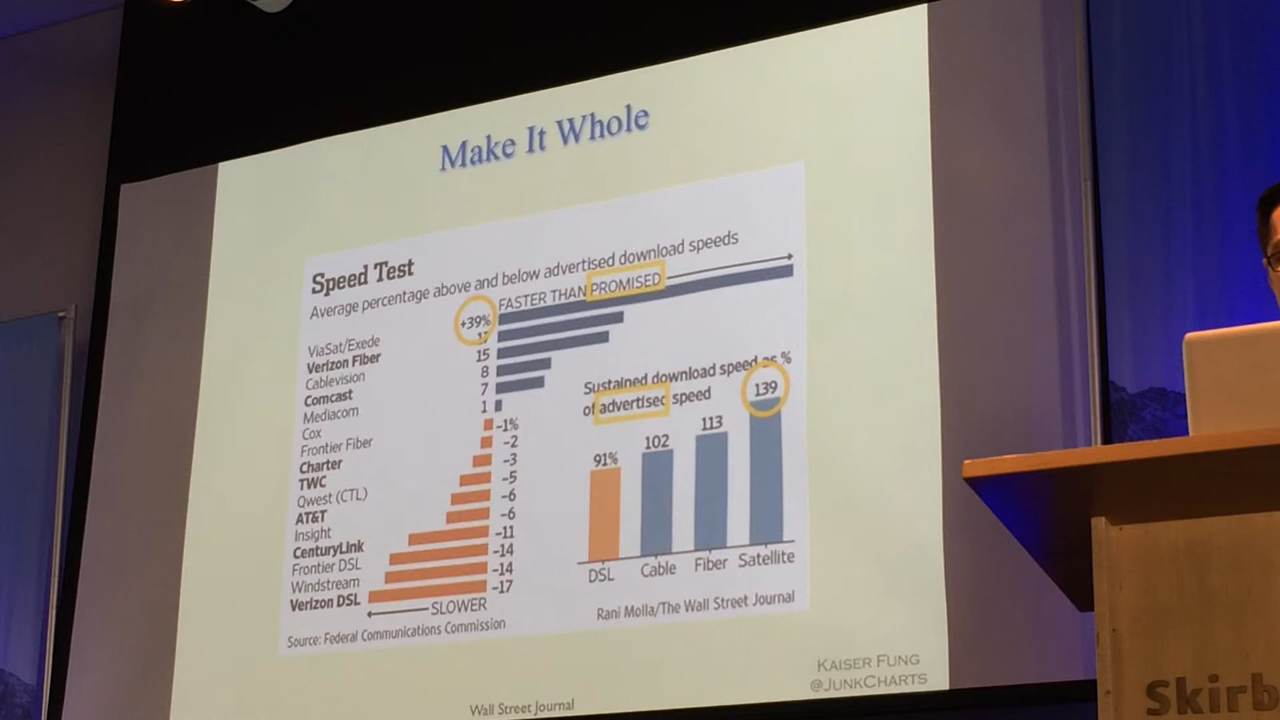 Make It Whole
Speed Test
Average percentage above and below advertised download speeds
FASTER THAN PROMISED
ViaSat/Exede +39%
Verizon Fiber 17
Cablevision 15
Comcast 8
Mediacom 7
Cox 1
Frontier Fiber -1%
Charter -2
TWC -3
Qwest (CTL) -5
AT&T -6
Insight -6
CenturyLink -11
Frontier DSL -14
Windstream -14
Verizon DSL -17
SLOWER
Source: Federal Communications Commission
Sustained download speed as %
of advertised speed
91% 102 113 139
DSL Cable Fiber Satellite
Rani Molla/The Wall Street Journal
KAISER FUNG
@JUNKCHARTS
Wall Street Journal
Skirb